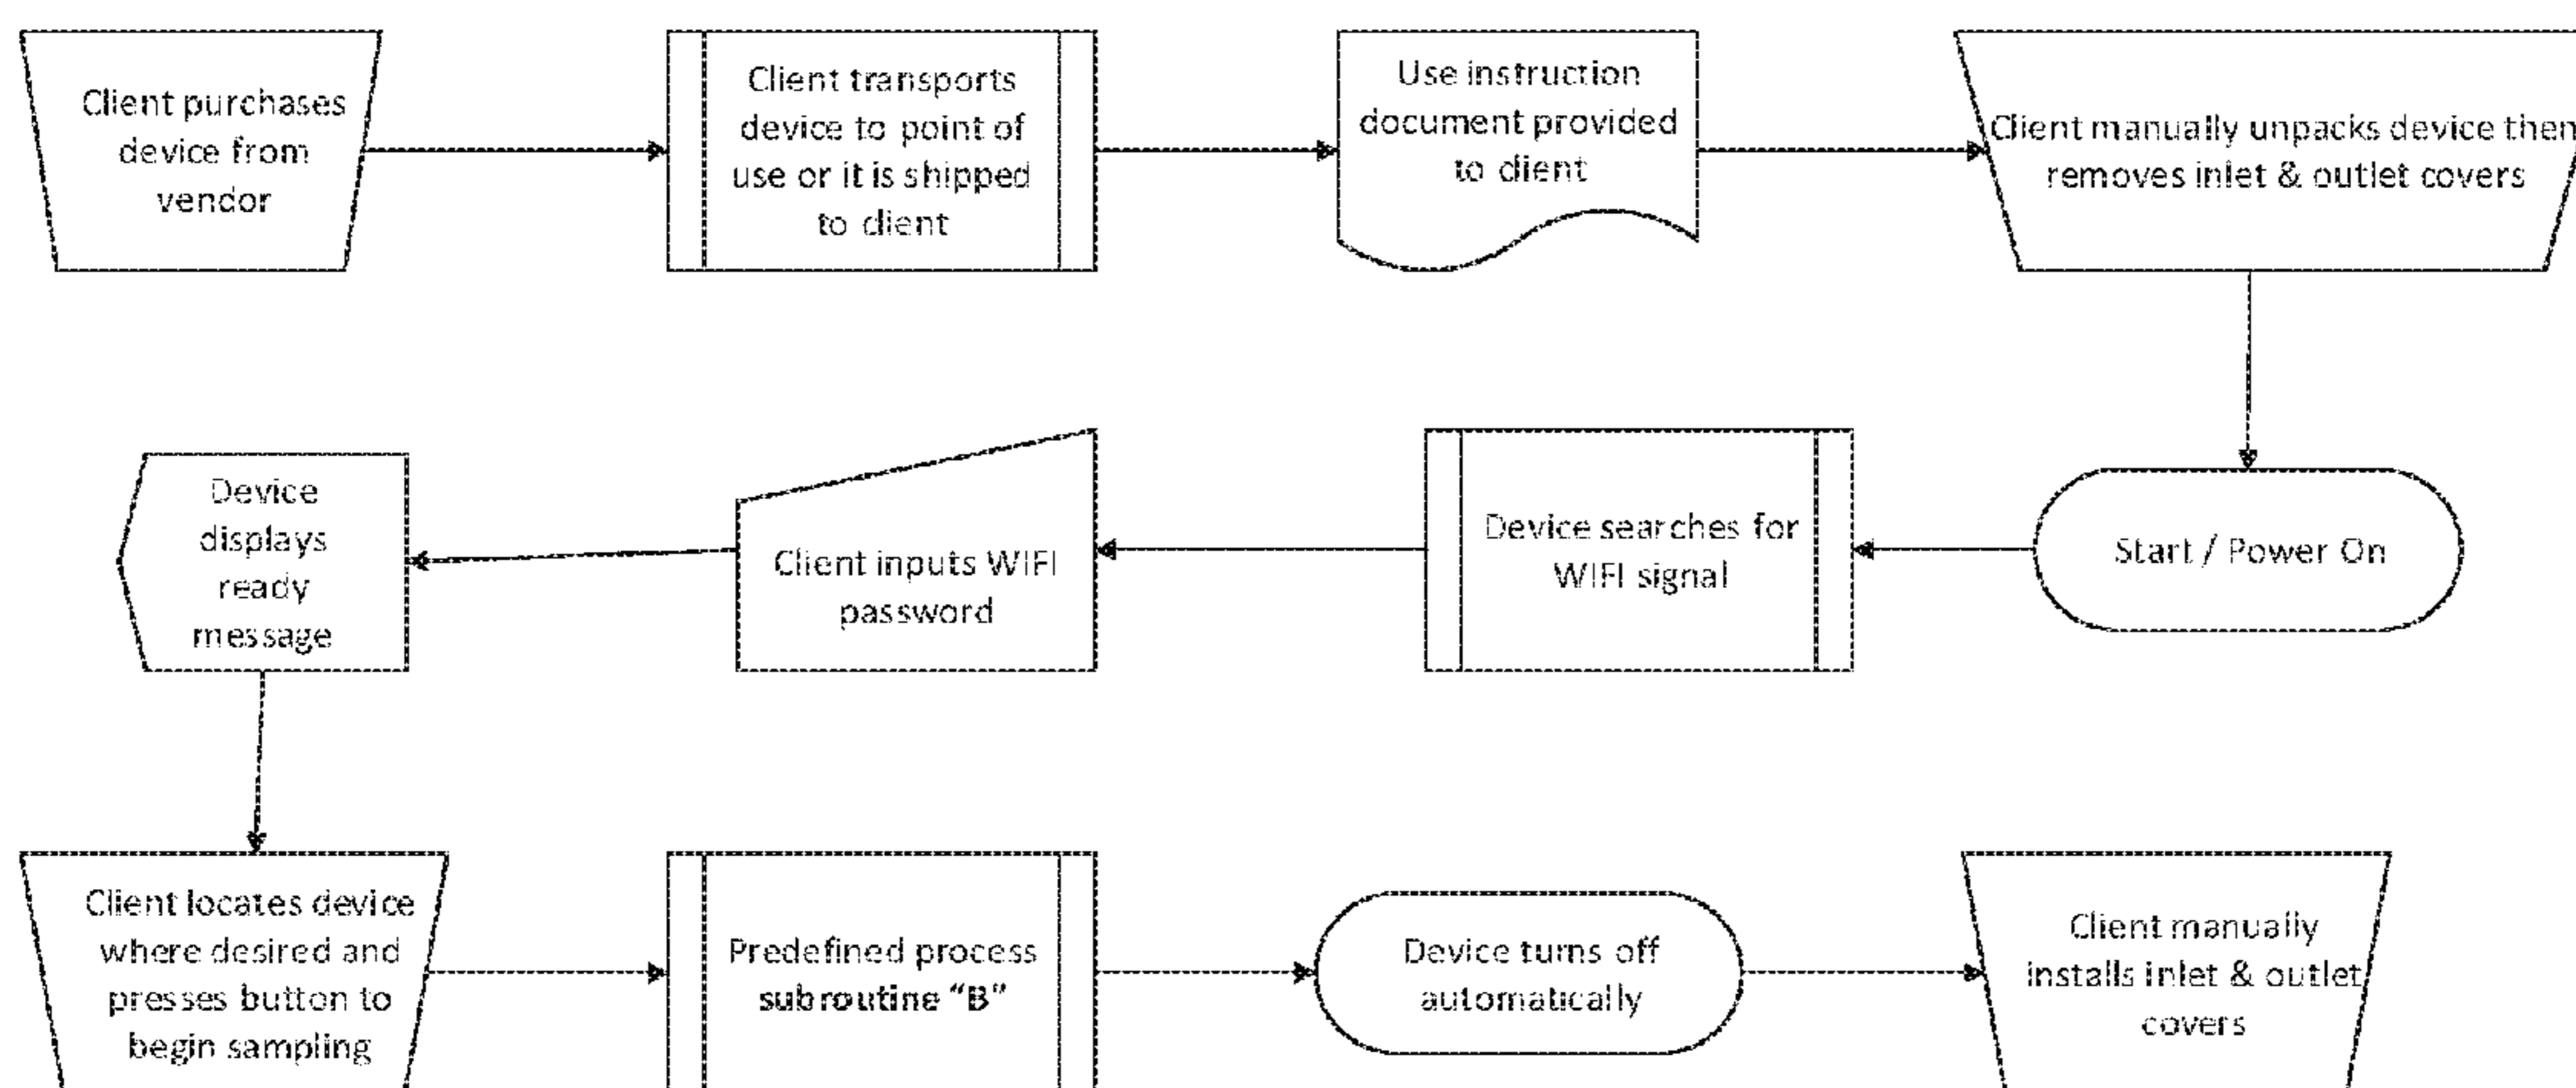 Client purchases
device from
vendor
Client transports
device to point of
use or it is shipped
to client
Use instruction
document provided
to client
Client manually unpacks device then
removes inlet & outlet covers
Start / Power On
Device searches for
WIFI signal
Client inputs WIFI
password
Device
displays
ready
message
Client locates device
where desired and
presses button to
begin sampling
Predefined process
subroutine “B”
Device turns off
automatically
Client manually
installs inlet & outlet
covers